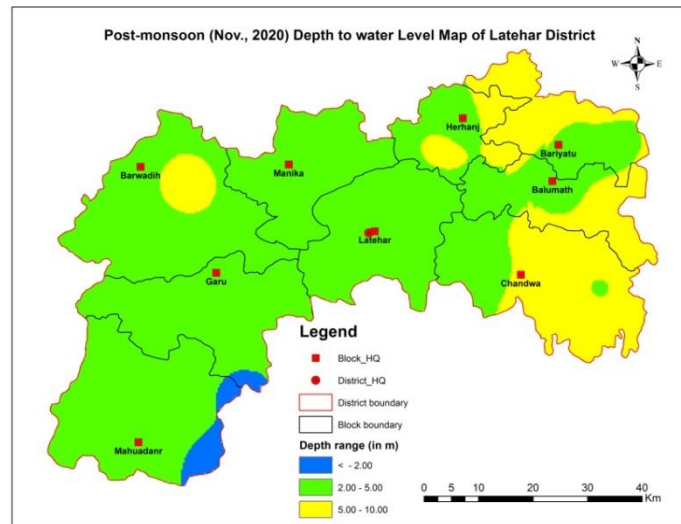 Post-monsoon (Nov., 2020) Depth to water Level Map of Latehar District
N
W E
S
Herhanj
Bariyatu
Barwadih
Manika
Balumath
Latehar
Garu
Chandwa
Mahuadanr
Legend
Block_HQ
District_HQ
District boundary
Block boundary
Depth range (in m)
< - 2.00
2.00 - 5.00
5.00 - 10.00
0 5 10 20 30 40
Km